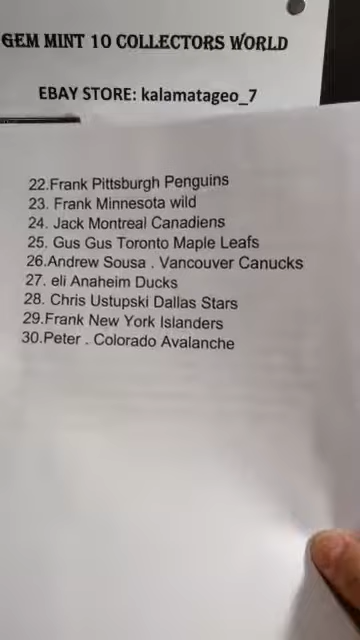 GEM MINT 10 COLLECTORS WORLD
EBAY STORE: kalamatageo_7
22.Frank Pittsburgh Penguins
23. Frank Minnesota wild
24. Jack Montreal Canadiens
25. Gus Gus Toronto Maple Leafs
26.Andrew Sousa . Vancouver Canucks
27. eli Anaheim Ducks
28. Chris Ustupski Dallas Stars
29.Frank New York Islanders
30.Peter . Colorado Avalanche